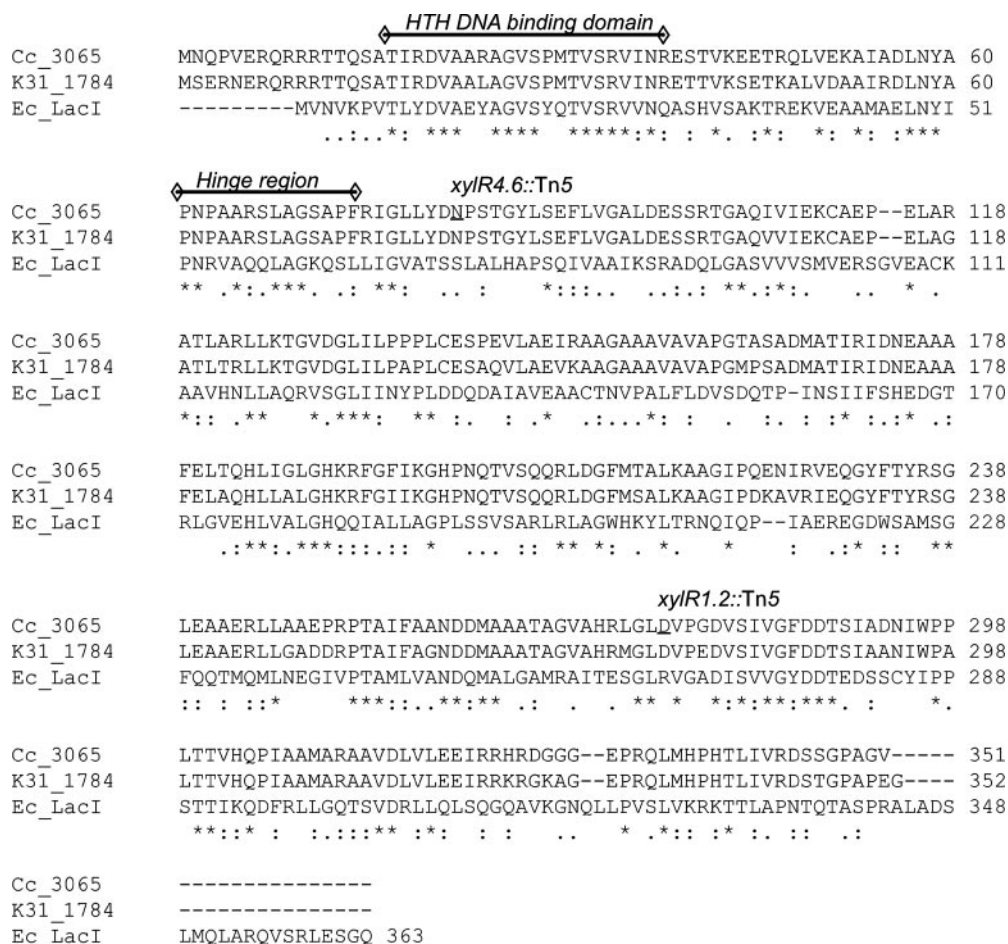 HTH DNA binding domain
Cc_3065 MNQPVERQRRRTTQSATIRDVAARAGVSPMTVSRVINRESTVKEETRQLVEKAIADLNYA 60
K31_1784 MSERNERQRRRTTQSATIRDVAALAGVSPMTVSRVINRETTVKSETKALVDAAIRDLNYA 60
Ec_LacI ---------MVNVKPVTLYDVAEYAGVSYQTVSRVVNQASHVSAKTREKVEAAMAELNYI 51
..:..*: *** **** *****:*: : *. :*: *: *: :***
Hinge region xylR4.6::Tn5
Cc_3065 PNPAARSLAGSAPFRIGLLYDNPSTGYLSEFLVGALDESSRTGAQIVIEKCAEP--ELAR 118
K31_1784 PNPAARSLAGSAPFRIGLLYDNPSTGYLSEFLVGALDESSRTGAQVVIEKCAEP--ELAG 118
Ec_LacI PNRVAQQLAGKQSLLIGVATSSLALHAPSQIVAAIKSRADQLGASVVVSMVERSGVEACK 111
** .*:.***. .: **: .. : *:::.. ..:: **.:*:. .. * .
Cc_3065 ATLARLLKTGVDGLILPPPLCESPEVLAEIRAAGAAAVAVAPGTASADMATIRIDNEAAA 178
K31_1784 ATLTRLLKTGVDGLILPAPLCESAQVLAEVKAAGAAAVAVAPGMPSADMATIRIDNEAAA 178
Ec_LacI AAVHNLLAQRVSGLIINYPLDDQDAIAVEAACTNVPALFLDVSDQTP-INSIIFSHEDGT 170
*:: .** *.***: ** :. : .* .:...*: : . :. : :* :.:* .:
Cc_3065 FELTQHLIGLGHKRFGFIKGHPNQTVSQQRLDGFMTALKAAGIPQENIRVEQGYFTYRSG 238
K31_1784 FELAQHLLALGHKRFGIIKGHPNQTVSQQRLDGFMSALKAAGIPDKAVRIEQGYFTYRSG 238
Ec_LacI RLGVEHLVALGHQQIALLAGPLSSVSARLRLAGWHKYLTRNQIQP--IAEREGDWSAMSG 228
.:**:.***:::.:: * ... :: ** *: . *. * : .:* :: **
xylR1.2::Tn5
Cc_3065 LEAAERLLAAEPRPTAIFAANDDMAAATAGVAHRLGLDVPGDVSIVGFDDTSIADNIWPP 298
K31_1784 LEAAERLLGADDRPTAIFAGNDDMAAATAGVAHRMGLDVPEDVSIVGFDDTSIAANIWPA 298
Ec_LacI FQQTMQMLNEGIVPTAMLVANDQMALGAMRAITESGLRVGADISVVGYDDTEDSSCYIPP 288
:: : ::* ***::..**:** .: . . ** * *:*:**:***. : *.
Cc_3065 LTTVHQPIAAMARAAVDLVLEEIRRHRDGGG--EPRQLMHPHTLIVRDSSGPAGV----- 351
K31_1784 LTTVHQPIAAMARAAVDLVLEEIRRKRGKAG--EPRQLMHPHTLIVRDSTGPAPEG---- 352
Ec_LacI STTIKQDFRLLGQTSVDRLLQLSQGQAVKGNQLLPVSLVKRKTTLAPNTQTASPRALADS 348
**::* : :.:::** :*: : .. * .*:: :* :. :: .:
Cc_3065 ---------------
K31_1784 ---------------
Ec_LacI LMQLARQVSRLESGQ 363